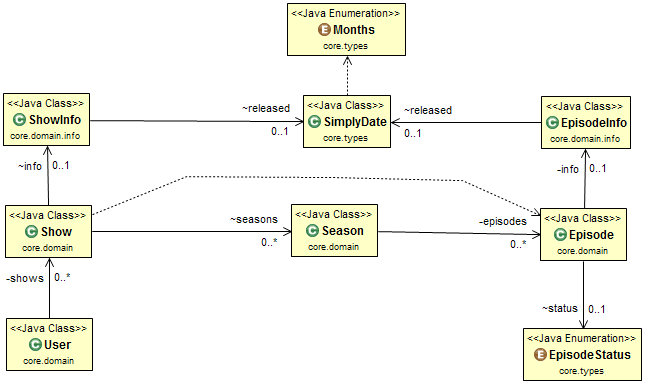 <<Java Enumeration>>
E Months
core.types
<<Java Class>>
C ShowInfo
core.domain.info
~released
0..1
<<Java Class>>
C SimplyDate
core.types
~released
0..1
<<Java Class>>
C EpisodeInfo
core.domain.info
~info
0..1
-info
0..1
<<Java Class>>
C Show
core.domain
~seasons
0..*
<<Java Class>>
C Season
core.domain
-episodes
0..*
<<Java Class>>
C Episode
core.domain
-shows
0..*
~status
0..1
<<Java Class>>
C User
core.domain
<<Java Enumeration>>
E EpisodeStatus
core.types